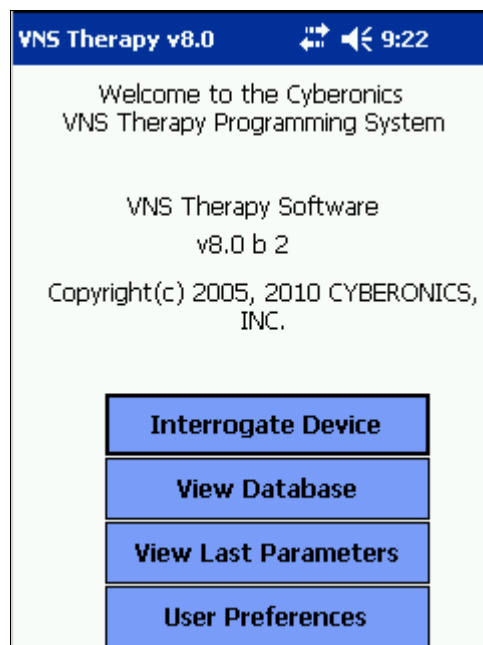 VNS Therapy v8.0 9:22
Welcome to the Cyberonics
VNS Therapy Programming System
VNS Therapy Software
v8.0 b 2
Copyright(c) 2005, 2010 CYBERONICS,
INC.
Interrogate Device
View Database
View Last Parameters
User Preferences